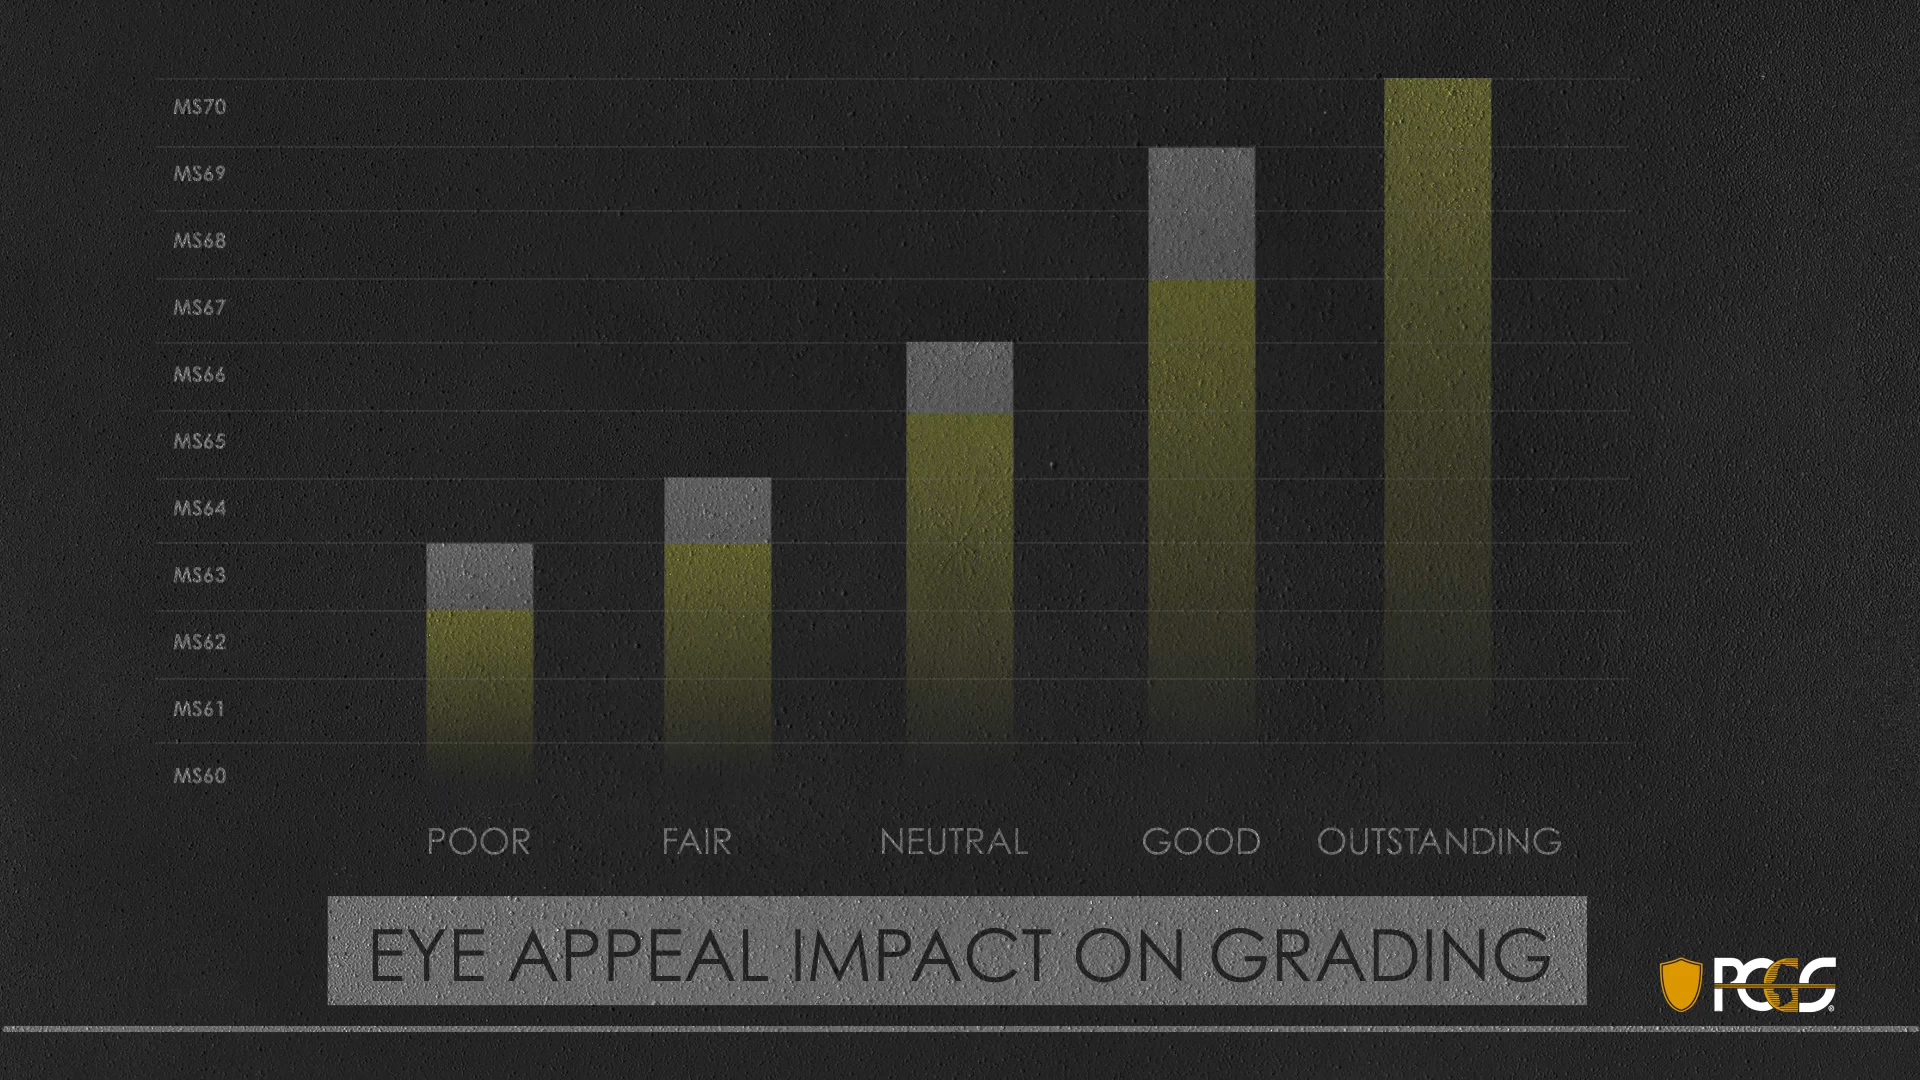 MS70
MS69
MS68
MS67
MS66
MS65
MS64
MS63
MS62
MS61
MS60
POOR FAIR NEUTRAL GOOD OUTSTANDING
EYE APPEAL IMPACT ON GRADING
PCGS®